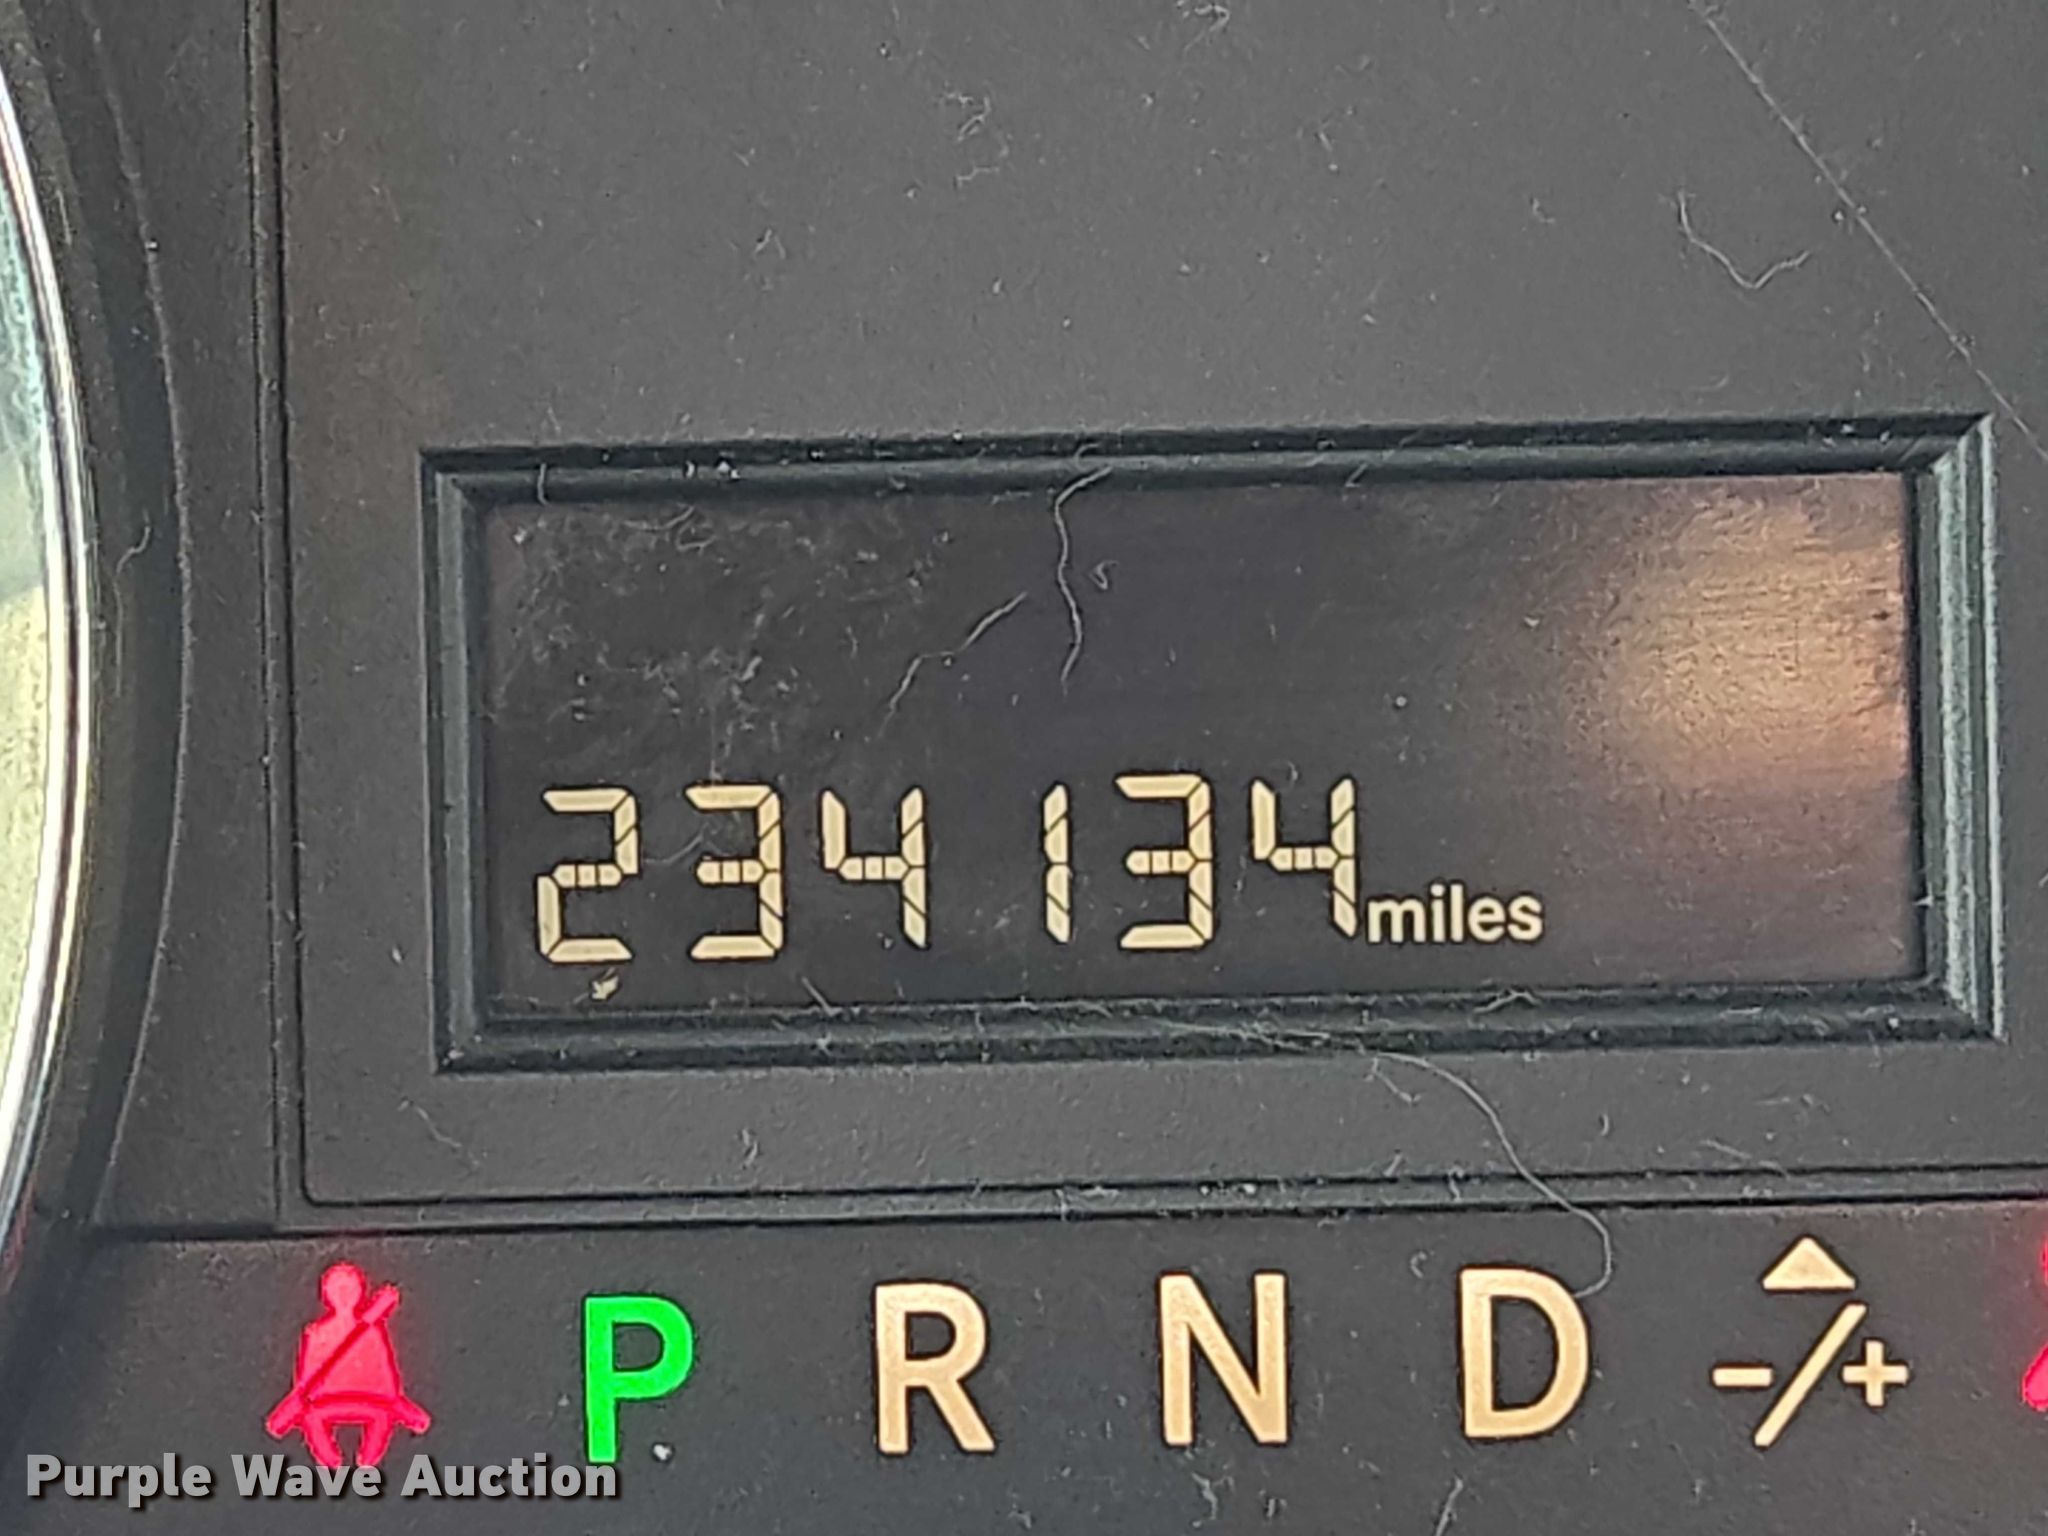 234134 miles
P R N D -/+
Purple Wave Auction